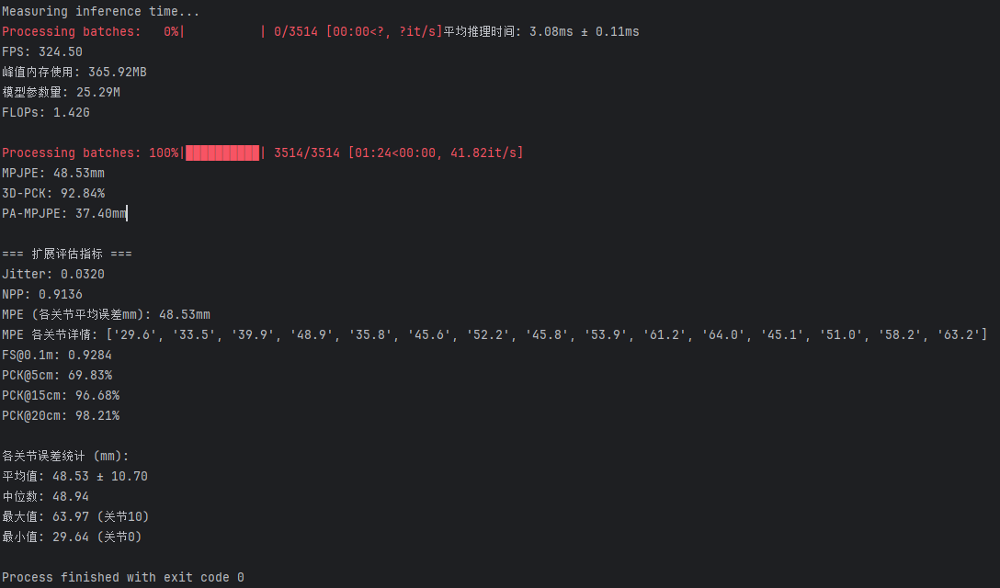 Measuring inference time...
Processing batches:   0%|          | 0/3514 [00:00<?, ?it/s]平均推理时间: 3.08ms ± 0.11ms
FPS: 324.50
峰值内存使用: 365.92MB
模型参数量: 25.29M
FLOPs: 1.42G
Processing batches: 100%|██████████| 3514/3514 [01:24<00:00, 41.82it/s]
MPJPE: 48.53mm
3D-PCK: 92.84%
PA-MPJPE: 37.40mm
=== 扩展评估指标 ===
Jitter: 0.0320
NPP: 0.9136
MPE (各关节平均误差mm): 48.53mm
MPE 各关节详情: ['29.6', '33.5', '39.9', '48.9', '35.8', '45.6', '52.2', '45.8', '53.9', '61.2', '64.0', '45.1', '51.0', '58.2', '63.2']
FS@0.1m: 0.9284
PCK@5cm: 69.83%
PCK@15cm: 96.68%
PCK@20cm: 98.21%
各关节误差统计 (mm):
平均值: 48.53 ± 10.70
中位数: 48.94
最大值: 63.97 (关节10)
最小值: 29.64 (关节0)
Process finished with exit code 0